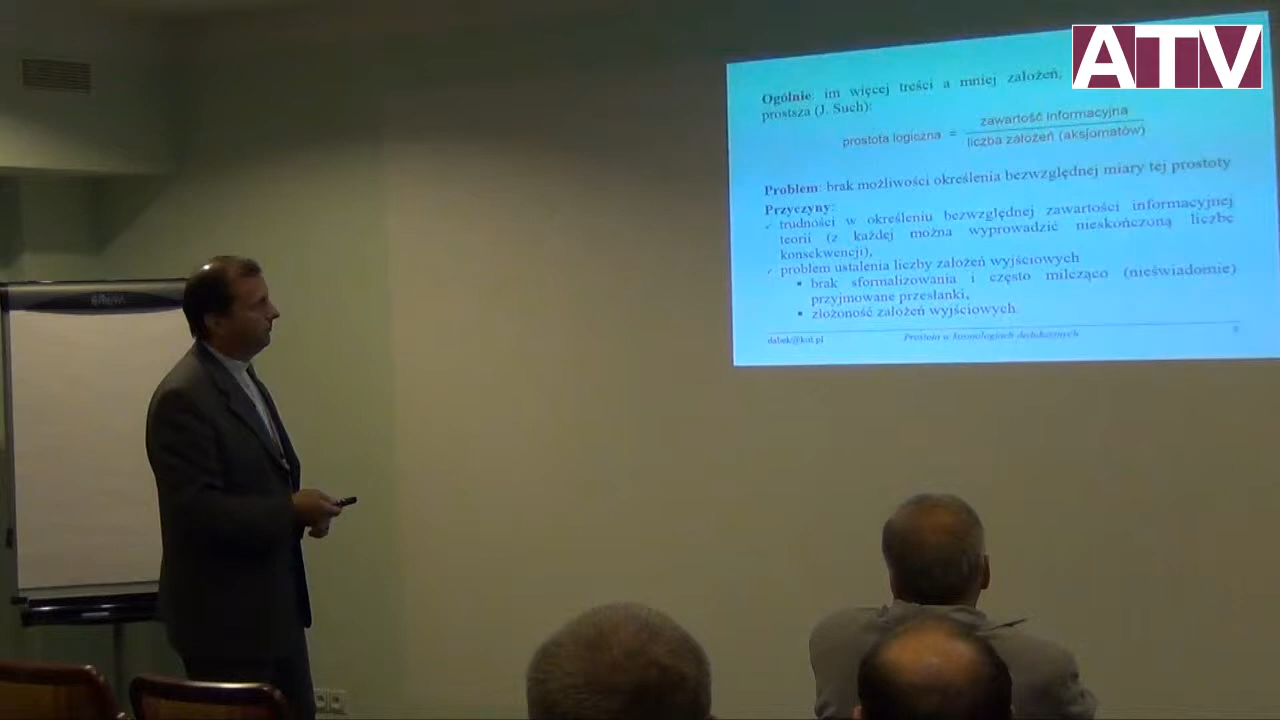 ATV
Ogólnie: im więcej treści a mniej założeń,
prostsza (J. Such):
prostota logiczna = zawartość informacyjna
liczba założeń (aksjomatów)
Problem: brak możliwości określenia bezwzględnej miary tej prostoty
Przyczyny:
✓ trudności w określeniu bezwzględnej zawartości informacyjnej
teorii (z każdej można wyprowadzić nieskończoną liczbę
konsekwencji),
✓ problem ustalenia liczby założeń wyjściowych
▪ brak sformalizowania i często milcząco (nieświadomie)
przyjmowane przesłanki,
▪ złożoność założeń wyjściowych.
dabek@kul.pl Prostota w kosmologiach dedukcyjnych